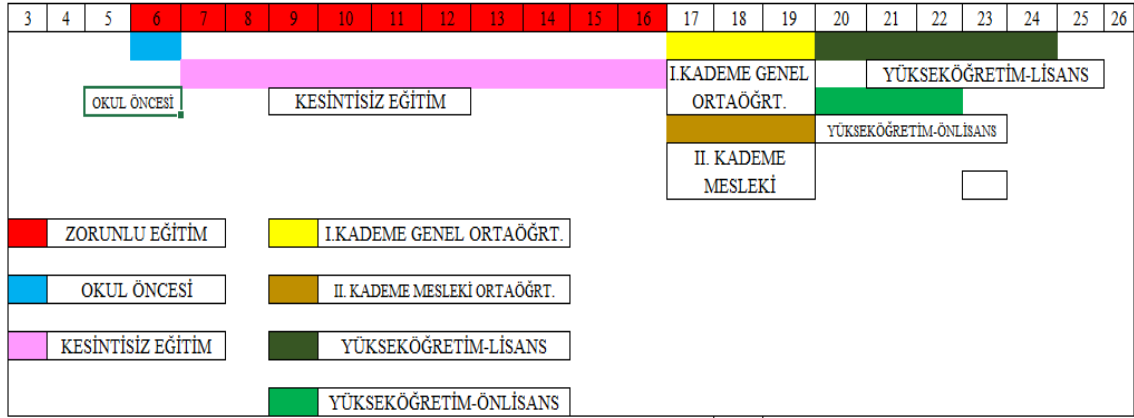 3 4 5 6 7 8 9 10 11 12 13 14 15 16 17 18 19 20 21 22 23 24 25 26
I.KADEME GENEL
ORTAÖĞRT.
YÜKSEKÖĞRETİM-LİSANS
OKUL ÖNCESİ
KESİNTİSİZ EĞİTİM
YÜKSEKÖĞRETİM-ÖNLİSANS
II. KADEME
MESLEKİ
ZORUNLU EĞİTİM
I.KADEME GENEL ORTAÖĞRT.
OKUL ÖNCESİ
II. KADEME MESLEKİ ORTAÖĞRT.
KESİNTİSİZ EĞİTİM
YÜKSEKÖĞRETİM-LİSANS
YÜKSEKÖĞRETİM-ÖNLİSANS